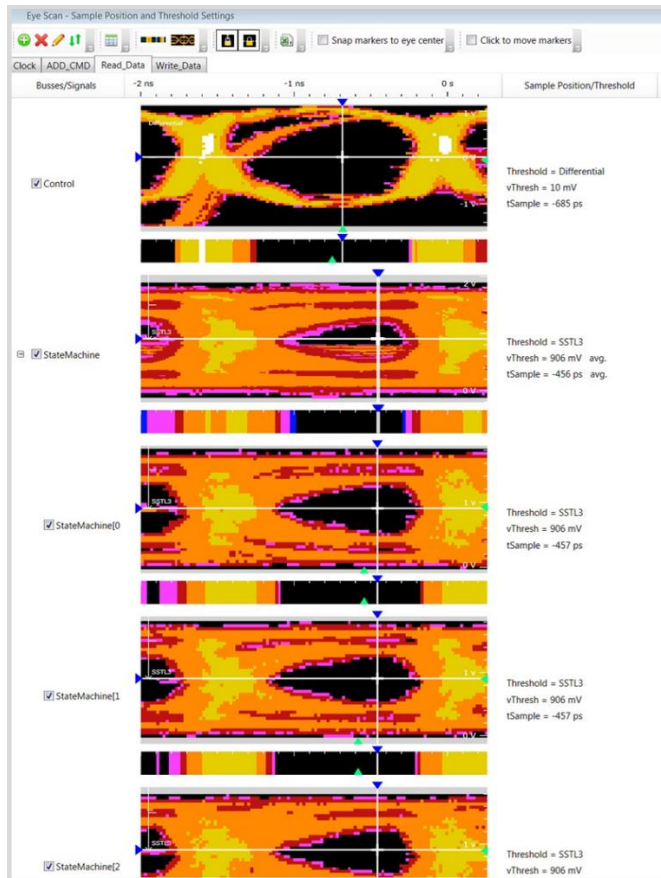 Eye Scan - Sample Position and Threshold Settings
Snap markers to eye center
Click to move markers
Clock ADD_CMD Read_Data Write_Data
Busses/Signals -2 ns -1 ns 0 s Sample Position/Threshold
Differential
1 V
0 V
-1 V
Control
Threshold = Differential
vThresh = 10 mV
tSample = -685 ps
2 V
SSTL3
0 V
StateMachine
Threshold = SSTL3
vThresh = 906 mV avg.
tSample = -456 ps avg.
SSTL3
1 V
0 V
StateMachine[0
Threshold = SSTL3
vThresh = 906 mV
tSample = -457 ps
SSTL3
1 V
0 V
StateMachine[1
Threshold = SSTL3
vThresh = 906 mV
tSample = -457 ps
SSTL3
1 V
StateMachine[2
Threshold = SSTL3
vThresh = 906 mV